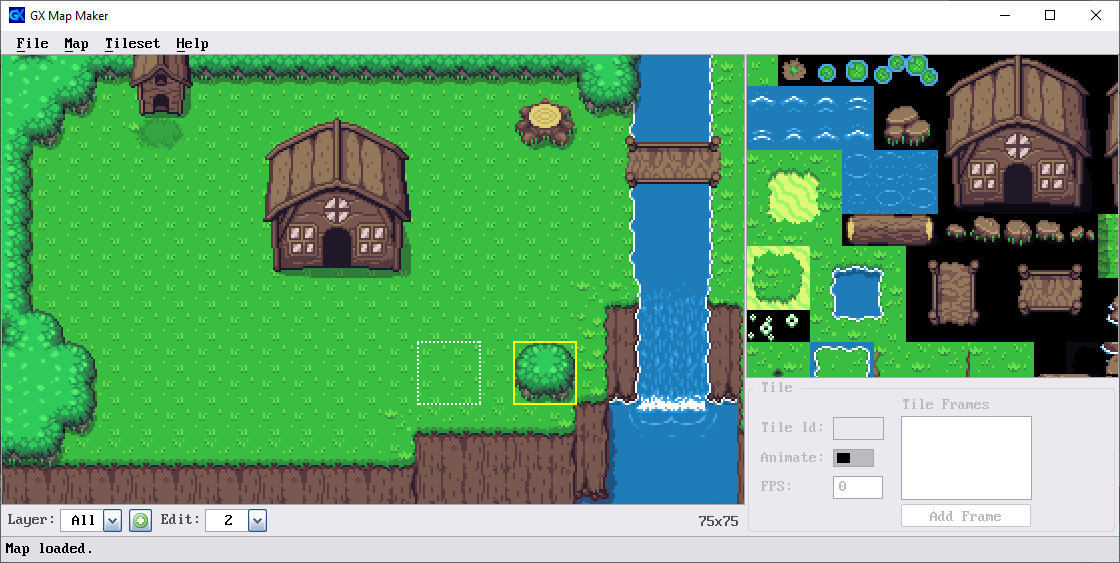 GX GX Map Maker
File Map Tileset Help
Tile
Tile Frames
Tile Id:
Animate:
FPS: 0
Add Frame
Layer: All Edit: 2 75x75
Map loaded.